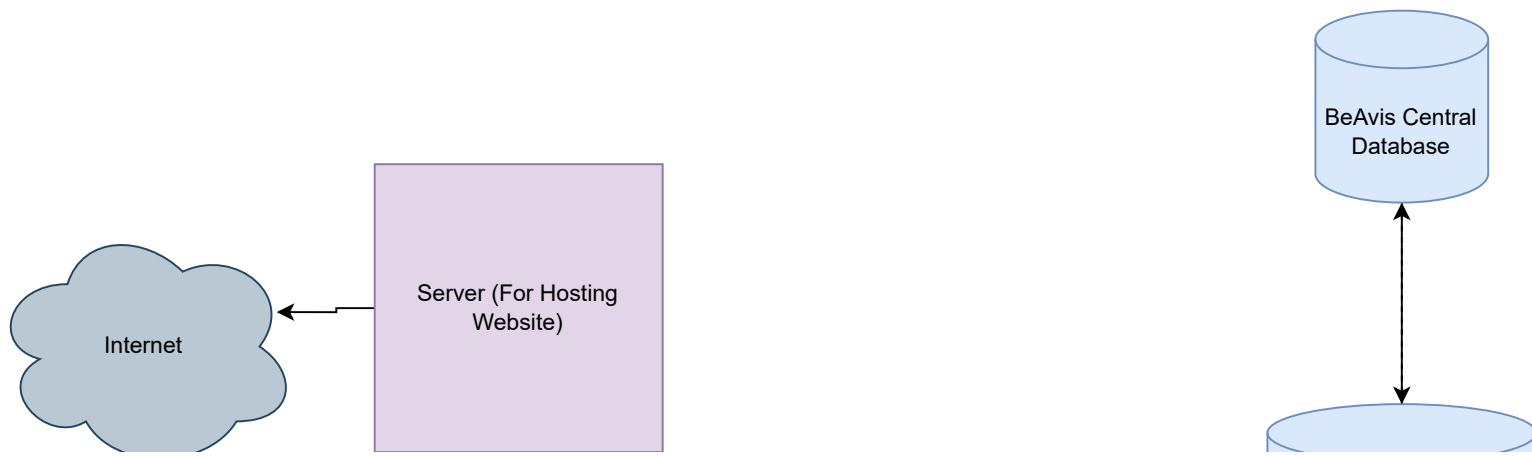 BeAvis Central
Database
Server (For Hosting
Website)
Internet